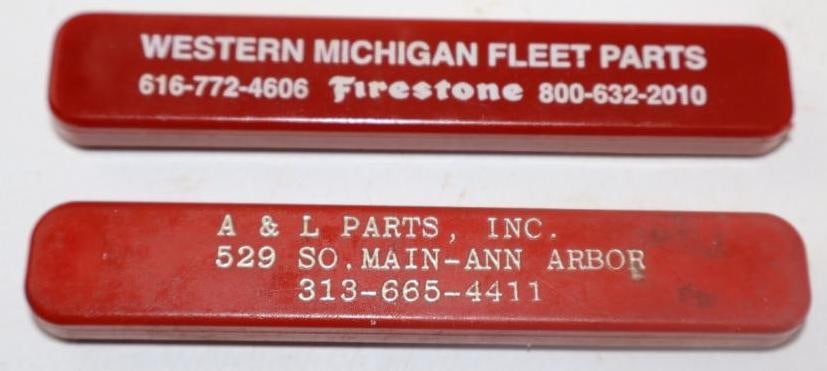 WESTERN MICHIGAN FLEET PARTS
616-772-4606 Firestone 800-632-2010
A & L PARTS, INC.
529 SO.MAIN-ANN ARBOR
313-665-4411